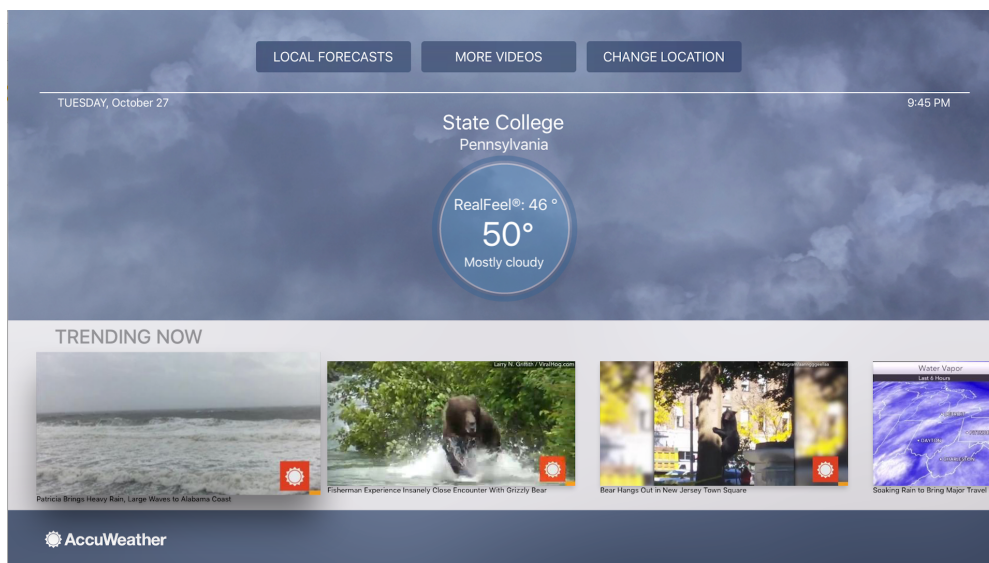 LOCAL FORECASTS
MORE VIDEOS
CHANGE LOCATION
TUESDAY, October 27
9:45 PM
State College
Pennsylvania
RealFeel®: 46 °
50°
Mostly cloudy
TRENDING NOW
Larry N. Griffith / ViralHog.com
Water Vapor
Last 6 Hours
DAYTON
CHARLESTON
Patricia Brings Heavy Rain, Large Waves to Alabama Coast
Fisherman Experience Insanely Close Encounter With Grizzly Bear
Bear Hangs Out in New Jersey Town Square
Soaking Rain to Bring Major Travel
AccuWeather